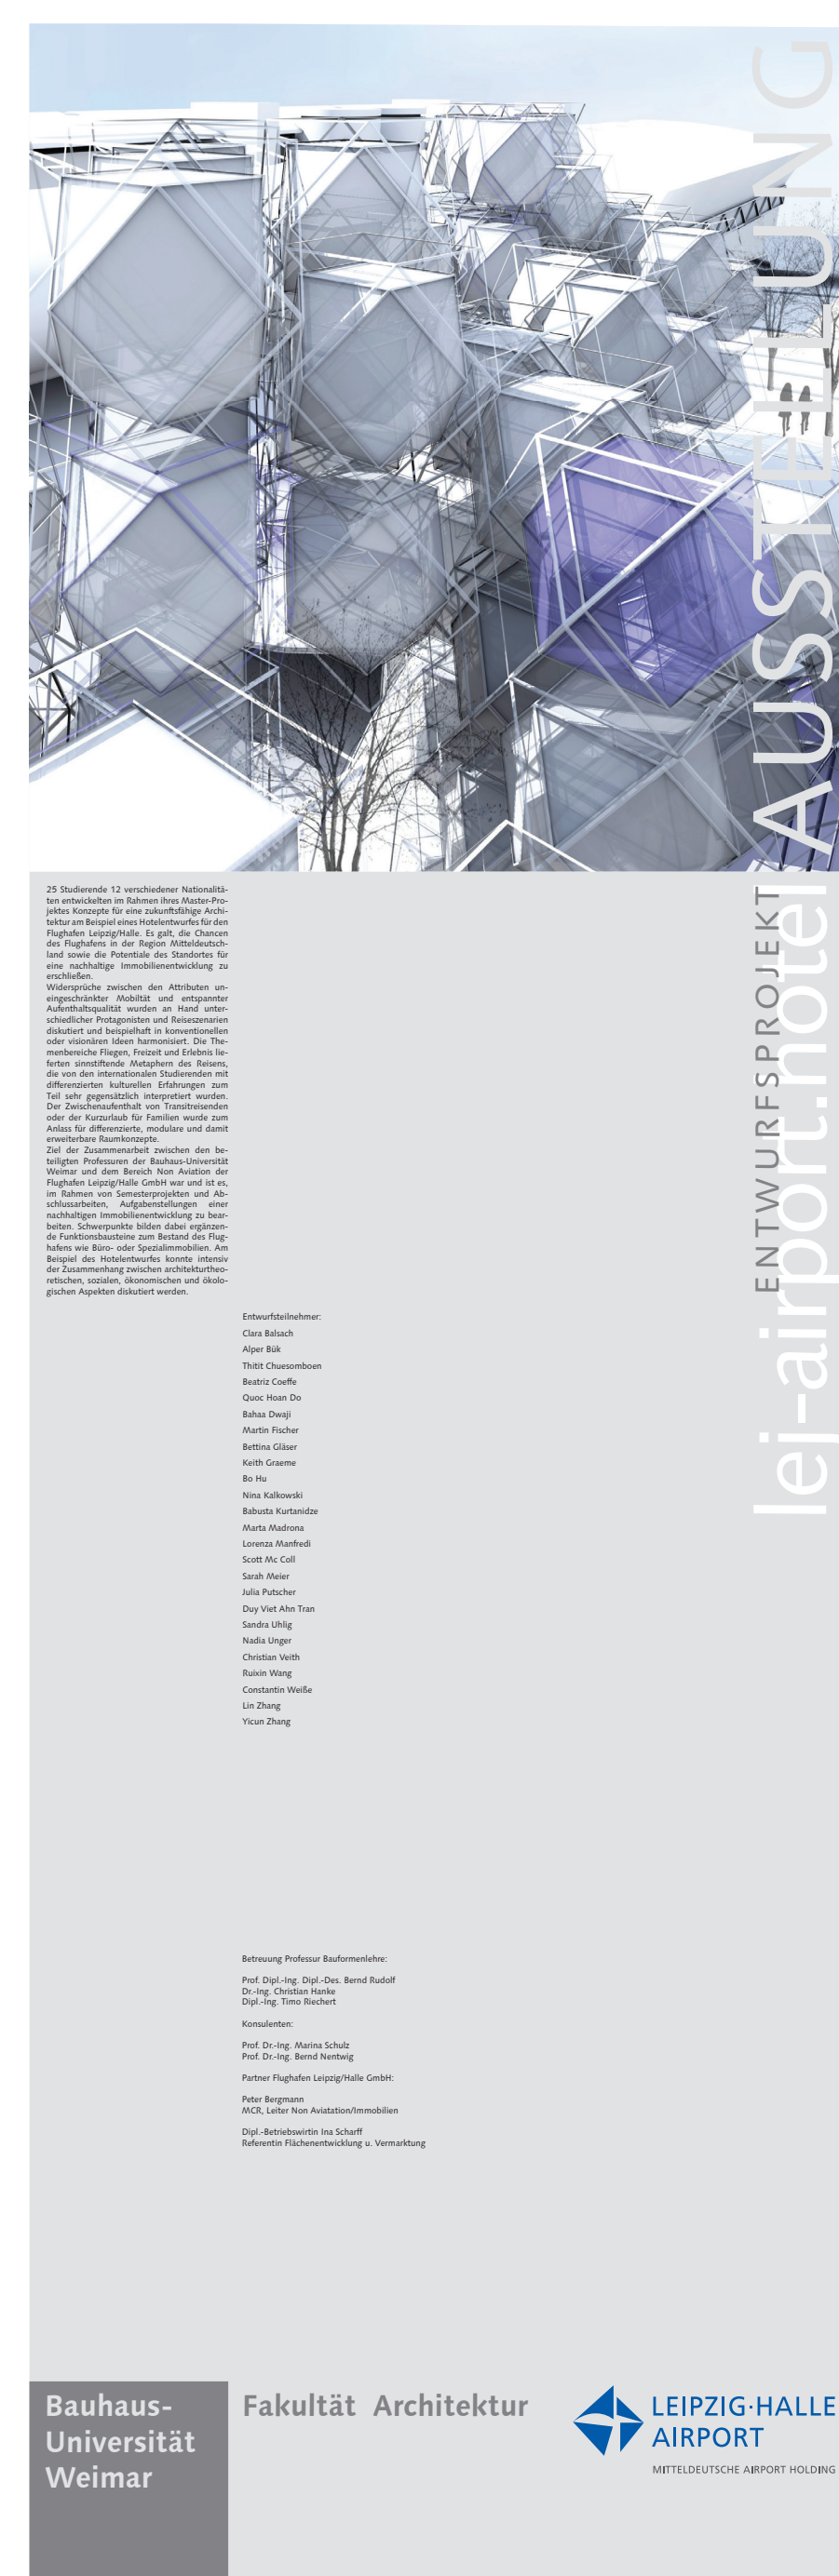 AUSSTELLUNG
ENTWURFSPROJEKT
lej-airport.hotel
25 Studierende 12 verschiedener Nationalitä-
ten entwickelten im Rahmen ihres Master-Pro-
jektes Konzepte für eine zukunftsfähige Archi-
tektur am Beispiel eines Hotelentwurfes für den
Flughafen Leipzig/Halle. Es galt, die Chancen
des Flughafens in der Region Mitteldeutsch-
land sowie die Potentiale des Standortes für
eine nachhaltige Immobilienentwicklung zu
erschließen.
Widersprüche zwischen den Attributen un-
eingeschränkter Mobiltät und entspannter
Aufenthaltsqualität wurden an Hand unter-
schiedlicher Protagonisten und Reiseszenarien
diskutiert und beispielhaft in konventionellen
oder visionären Ideen harmonisiert. Die The-
menbereiche Fliegen, Freizeit und Erlebnis lie-
ferten sinnstiftende Metaphern des Reisens,
die von den internationalen Studierenden mit
differenzierten kulturellen Erfahrungen zum
Teil sehr gegensätzlich interpretiert wurden.
Der Zwischenaufenthalt von Transitreisenden
oder der Kurzurlaub für Familien wurde zum
Anlass für differenzierte, modulare und damit
erweiterbare Raumkonzepte.
Ziel der Zusammenarbeit zwischen den be-
teiligten Professuren der Bauhaus-Universität
Weimar und dem Bereich Non Aviation der
Flughafen Leipzig/Halle GmbH war und ist es,
im Rahmen von Semesterprojekten und Ab-
schlussarbeiten, Aufgabenstellungen einer
nachhaltigen Immobilienentwicklung zu bear-
beiten. Schwerpunkte bilden dabei ergänzen-
de Funktionsbausteine zum Bestand des Flug-
hafens wie Büro- oder Spezialimmobilien. Am
Beispiel des Hotelentwurfes konnte intensiv
der Zusammenhang zwischen architekturtheo-
retischen, sozialen, ökonomischen und ökolo-
gischen Aspekten diskutiert werden.
Entwurfsteilnehmer:
Clara Balsach
Alper Bük
Thitit Chuesomboen
Beatriz Coeffe
Quoc Hoan Do
Bahaa Dwaji
Martin Fischer
Bettina Gläser
Keith Graeme
Bo Hu
Nina Kalkowski
Babusta Kurtanidze
Marta Madrona
Lorenza Manfredi
Scott Mc Coll
Sarah Meier
Julia Putscher
Duy Viet Ahn Tran
Sandra Uhlig
Nadia Unger
Christian Veith
Ruixin Wang
Constantin Weiße
Lin Zhang
Yicun Zhang
Betreuung Professur Bauformenlehre:
Prof. Dipl.-Ing. Dipl.-Des. Bernd Rudolf
Dr.-Ing. Christian Hanke
Dipl.-Ing. Timo Riechert
Konsulenten:
Prof. Dr.-Ing. Marina Schulz
Prof. Dr.-Ing. Bernd Nentwig
Partner Flughafen Leipzig/Halle GmbH:
Peter Bergmann
MCR, Leiter Non Aviatation/Immobilien
Dipl.-Betriebswirtin Ina Scharff
Referentin Flächenentwicklung u. Vermarktung
Bauhaus-
Universität
Weimar
Fakultät Architektur
LEIPZIG·HALLE
AIRPORT
MITTELDEUTSCHE AIRPORT HOLDING